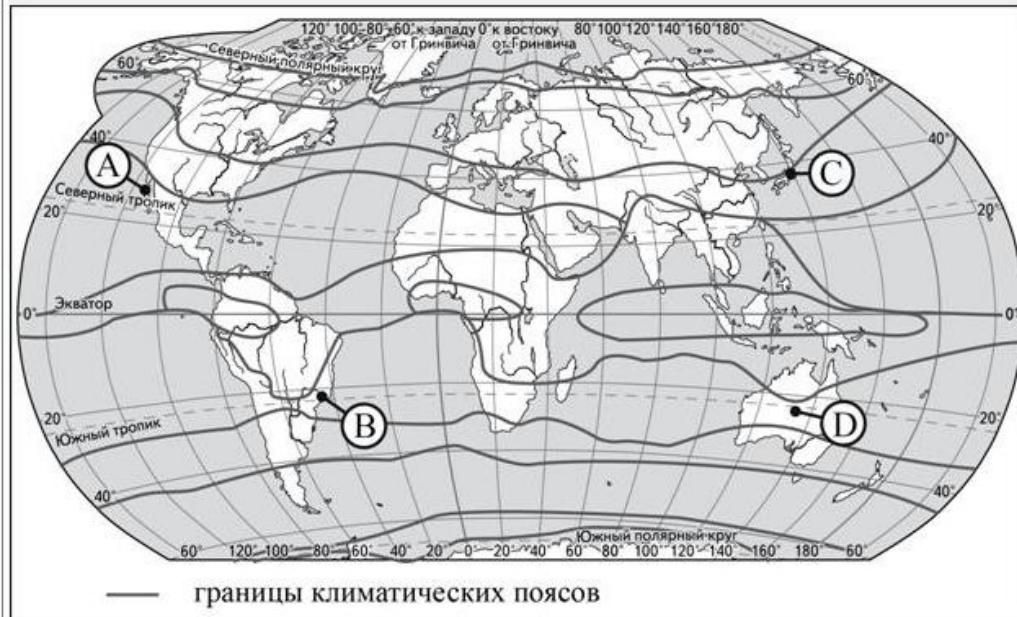 120° 100° 80° 60° к западу 0° к востоку 80° 100° 120° 140° 160° 180°
от Гринвича от Гринвича
Северный полярный круг
60° 60°
40° 40°
A
C
Северный тропик
20° 20°
Экватор
0° 0°
B
D
20° 20°
Южный тропик
40° 40°
Южный полярный круг
60° 120° 100° 80° 60° 40° 20° 0° 20° 40° 60° 80° 100° 120° 140° 160° 180° 60°
границы климатических поясов